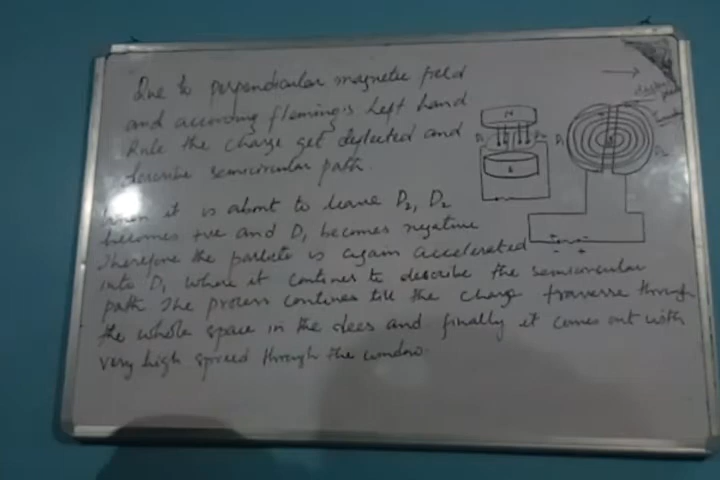 Due to perpendicular magnetic field
and according fleming's Left hand
Rule the charge get deflected and
describe semicircular path.
When it is about to leave D2, D2
becomes +ve and D1 becomes negative
Therefore the particle is again accelerated
into D1 where it continues to describe the semicircular
path The process continues till the charge traverse through
the whole space in the dees and finally it comes out with
very high speed through the window.
N
D1
S
D1
D2
+
-
-
+